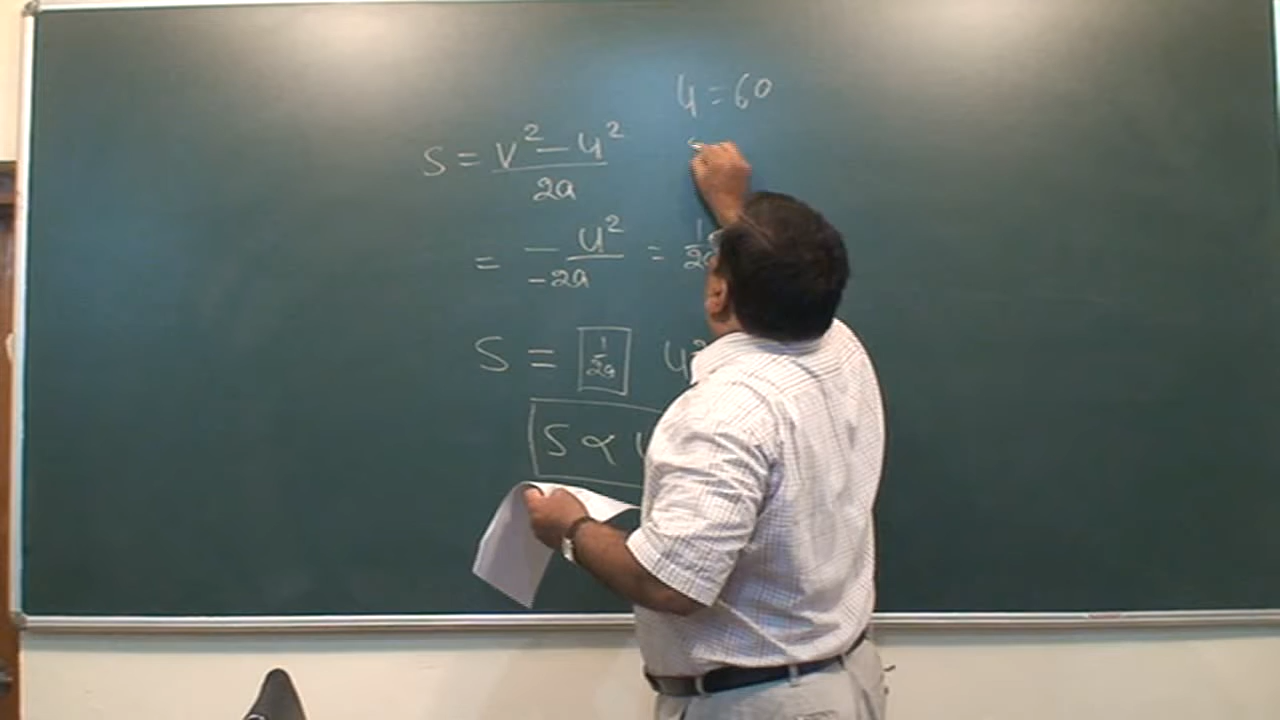 u = 60
S = v² - u² / 2a
= - u² / -2a = 1/2a
S = 1/2a u²
S ∝